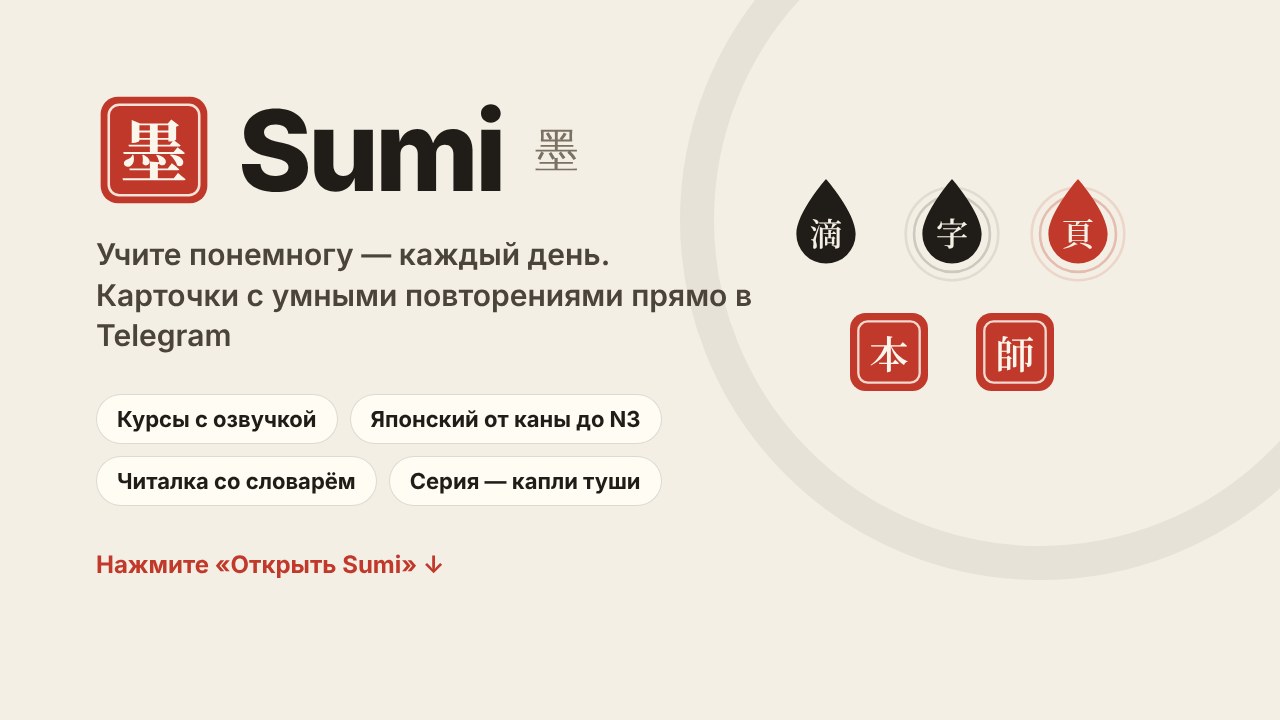 墨 Sumi 墨
Учите понемногу — каждый день.
Карточки с умными повторениями прямо в
Telegram
Курсы с озвучкой
Японский от каны до N3
Читалка со словарём
Серия — капли туши
Нажмите «Открыть Sumi» ↓
滴 字 頁
本 師